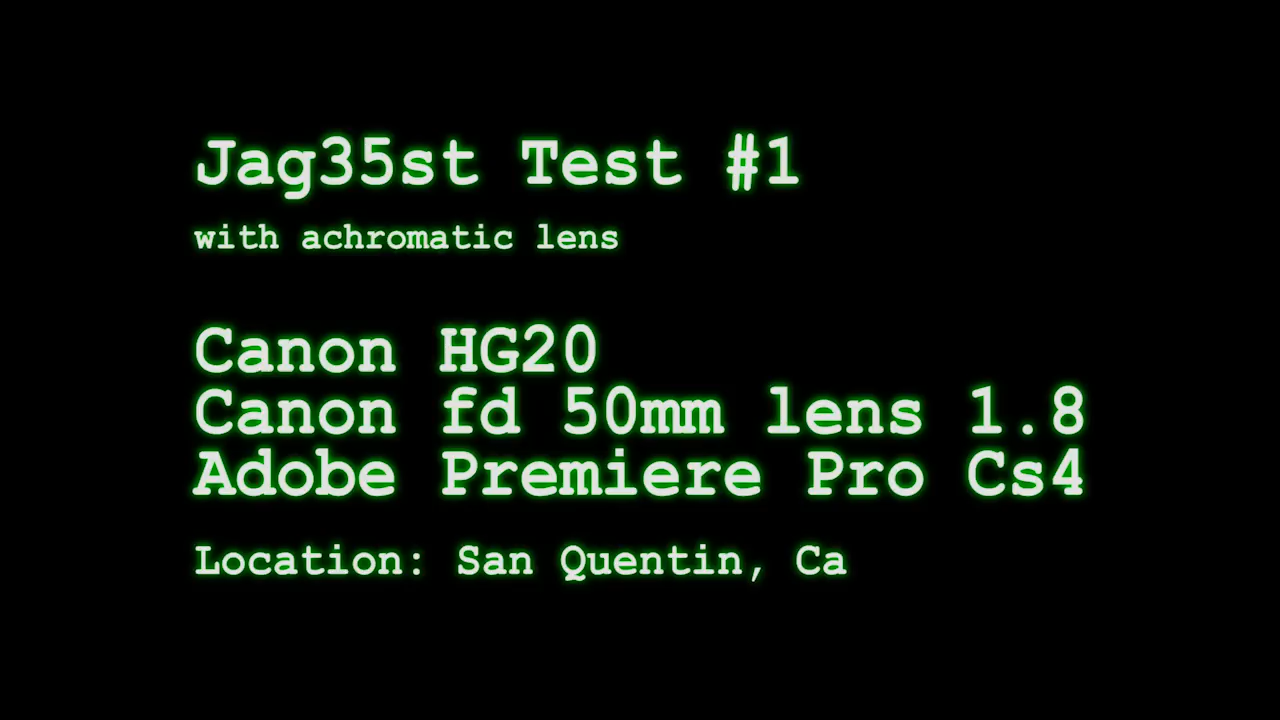 Jag35st Test #1
with achromatic lens
Canon HG20
Canon fd 50mm lens 1.8
Adobe Premiere Pro Cs4
Location: San Quentin, Ca